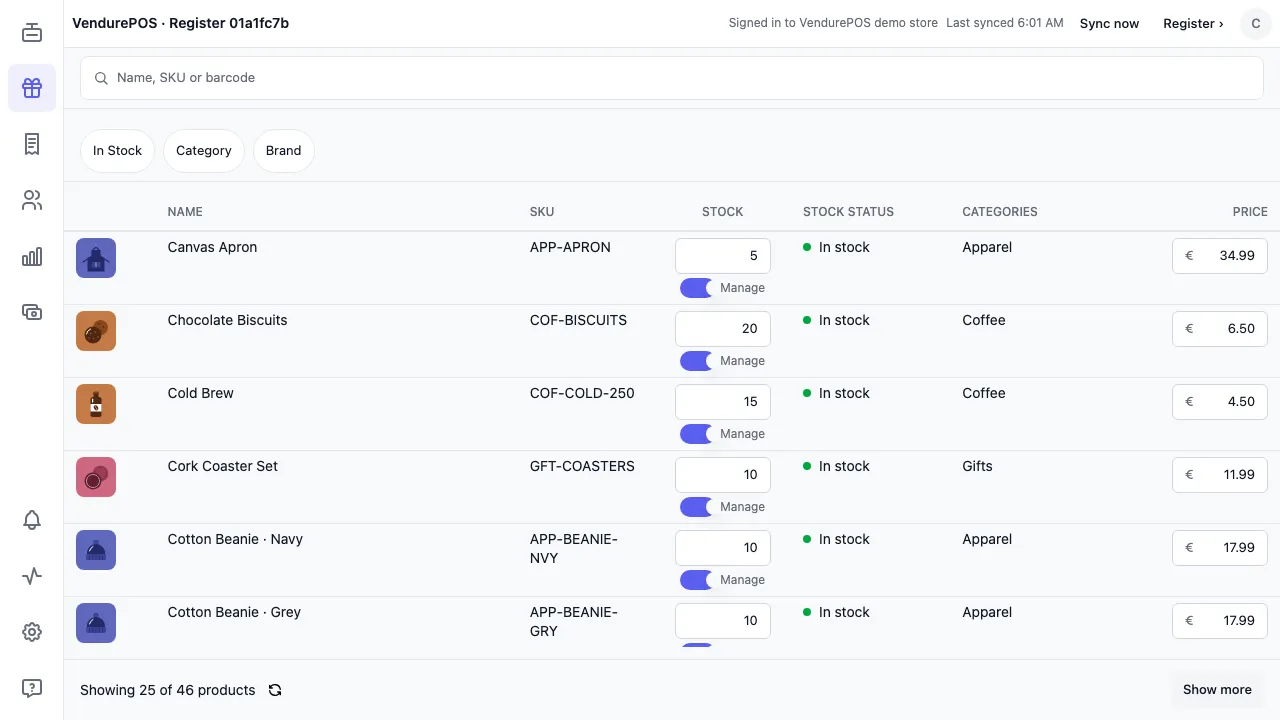 VendurePOS · Register 01a1fc7b
Signed in to VendurePOS demo store Last synced 6:01 AM Sync now Register › C
Name, SKU or barcode
In Stock Category Brand
NAME SKU STOCK STOCK STATUS CATEGORIES PRICE
Canvas Apron APP-APRON 5 In stock Apparel € 34.99
Manage
Chocolate Biscuits COF-BISCUITS 20 In stock Coffee € 6.50
Manage
Cold Brew COF-COLD-250 15 In stock Coffee € 4.50
Manage
Cork Coaster Set GFT-COASTERS 10 In stock Gifts € 11.99
Manage
Cotton Beanie · Navy APP-BEANIE-NVY 10 In stock Apparel € 17.99
Manage
Cotton Beanie · Grey APP-BEANIE-GRY 10 In stock Apparel € 17.99
Showing 25 of 46 products Show more